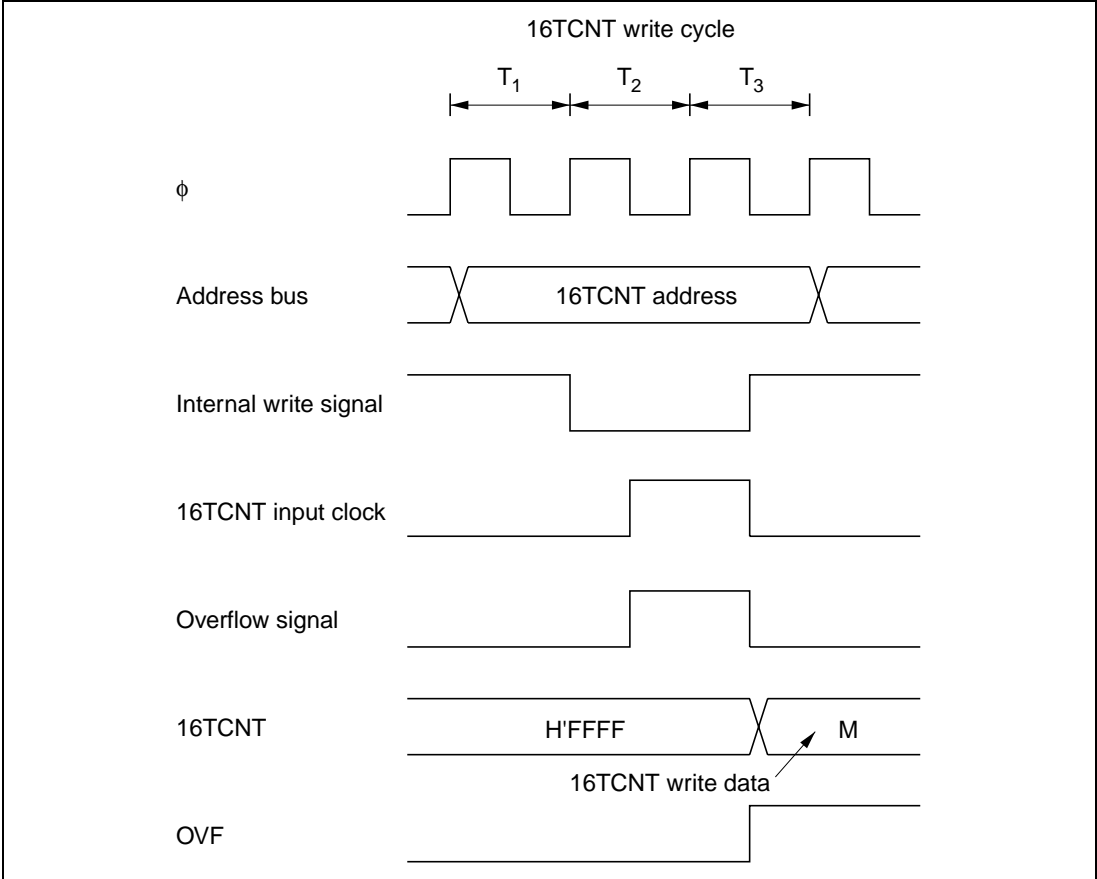 16TCNT write cycle
T1 T2 T3
ϕ
Address bus 16TCNT address
Internal write signal
16TCNT input clock
Overflow signal
16TCNT H'FFFF M
16TCNT write data
OVF